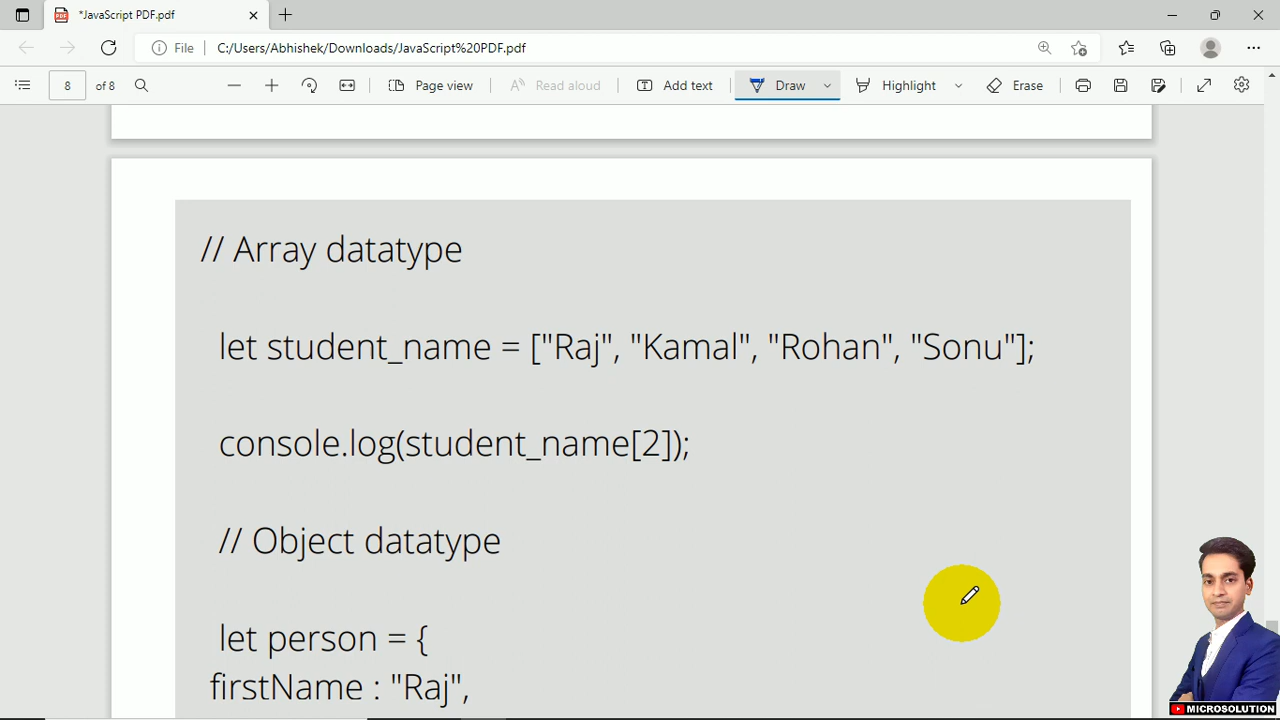 *JavaScript PDF.pdf
File
C:/Users/Abhishek/Downloads/JavaScript%20PDF.pdf
8 of 8
Page view
Read aloud
Add text
Draw
Highlight
Erase
// Array datatype
let student_name = ["Raj", "Kamal", "Rohan", "Sonu"];
console.log(student_name[2]);
// Object datatype
let person = {
firstName : "Raj",
MICROSOLUTION